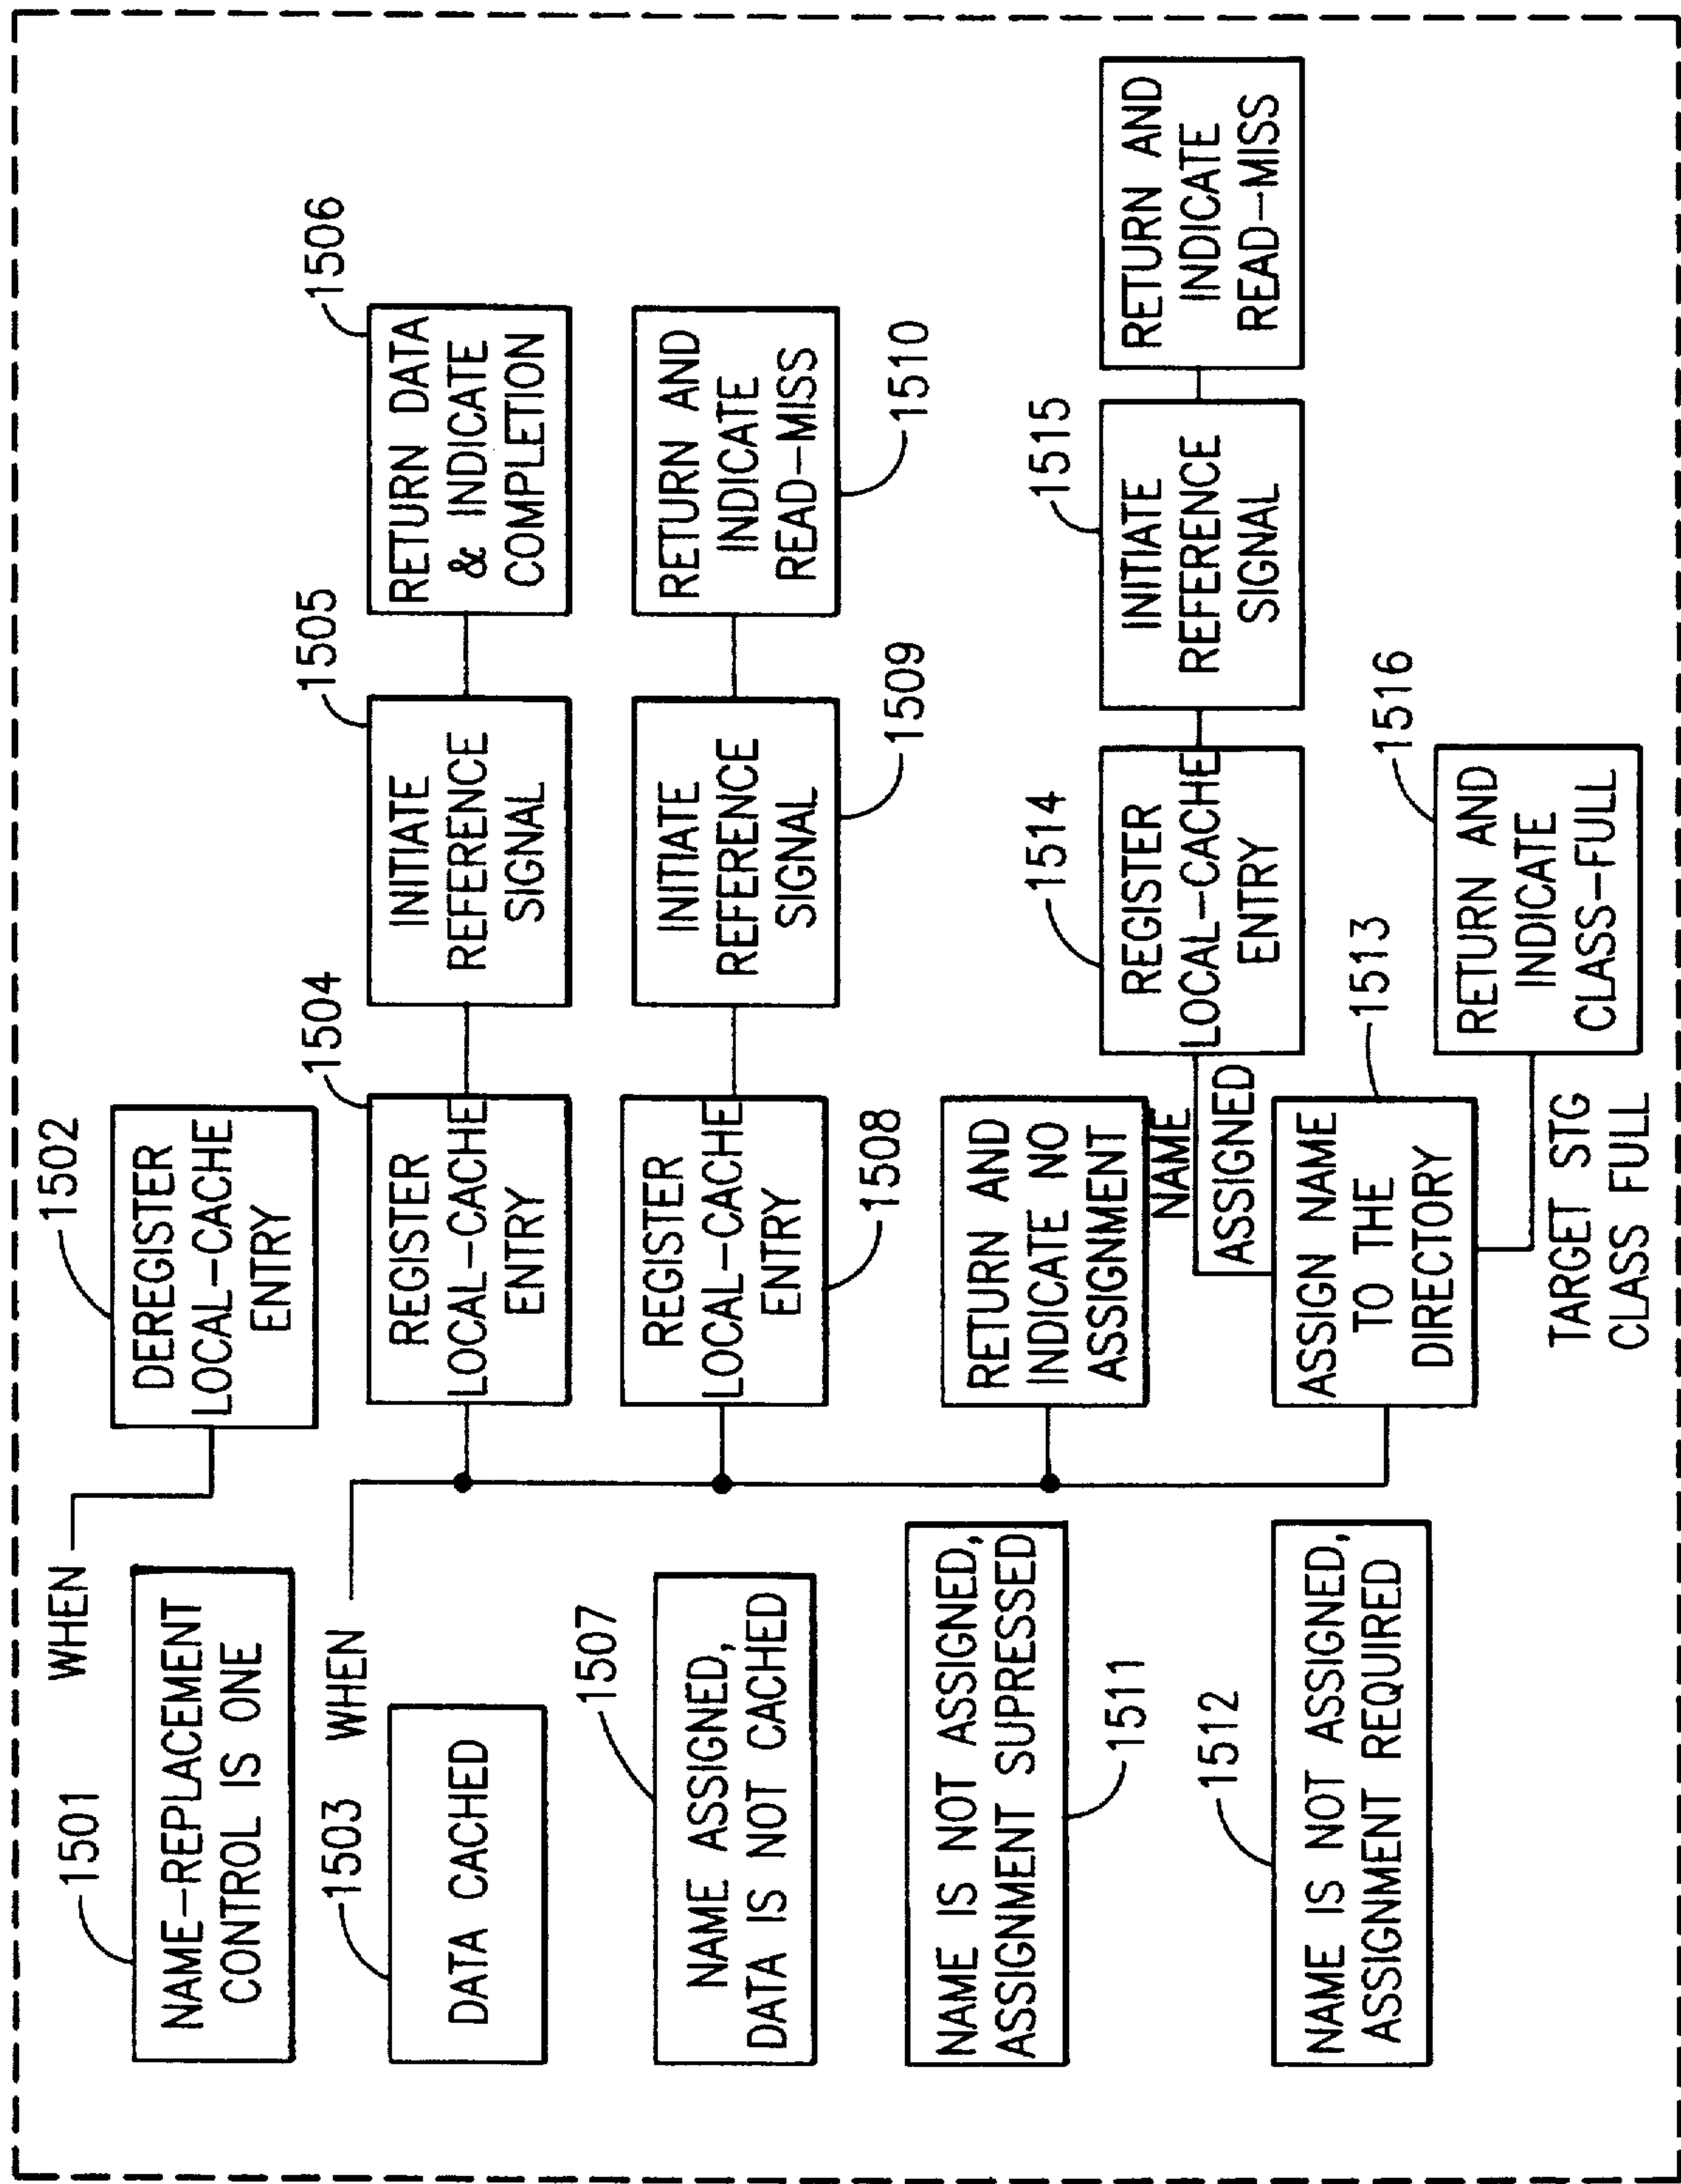 WHEN
1501
1502
NAME-REPLACEMENT
CONTROL IS ONE
DEREGISTER
LOCAL-CACHE
ENTRY
WHEN
1503
1504
1505
1506
DATA CACHED
REGISTER
LOCAL-CACHE
ENTRY
INITIATE
REFERENCE
SIGNAL
RETURN DATA
& INDICATE
COMPLETION
1507
NAME ASSIGNED,
DATA IS NOT CACHED
REGISTER
LOCAL-CACHE
ENTRY
INITIATE
REFERENCE
SIGNAL
RETURN AND
INDICATE
READ-MISS
1508
1509
1510
NAME IS NOT ASSIGNED,
ASSIGNMENT SUPRESSED
1511
RETURN AND
INDICATE NO
ASSIGNMENT
NAME
ASSIGNED
1514
1515
REGISTER
LOCAL-CACHE
ENTRY
INITIATE
REFERENCE
SIGNAL
RETURN AND
INDICATE
READ-MISS
1512
NAME IS NOT ASSIGNED,
ASSIGNMENT REQUIRED
1513
ASSIGN NAME
TO THE
DIRECTORY
1516
RETURN AND
INDICATE
CLASS-FULL
TARGET STG
CLASS FULL